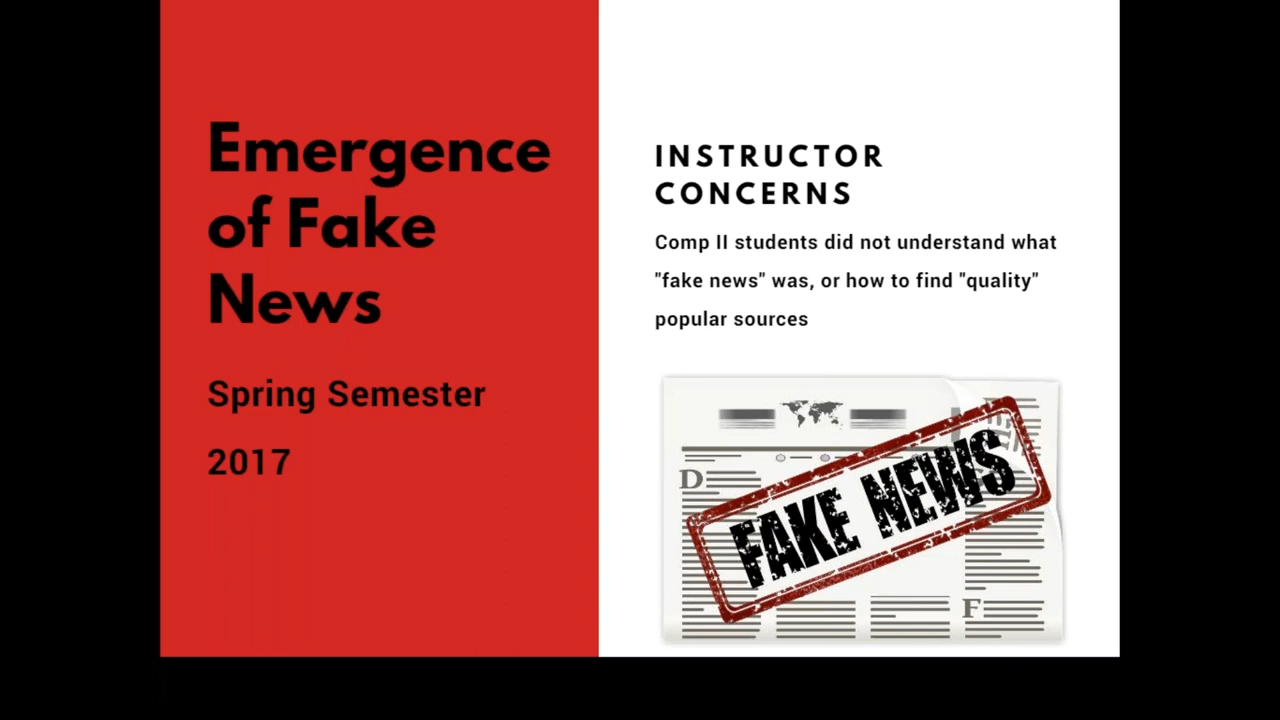 Emergence
of Fake
News
Spring Semester
2017
INSTRUCTOR
CONCERNS
Comp II students did not understand what
"fake news" was, or how to find "quality"
popular sources
D
FAKE NEWS
F